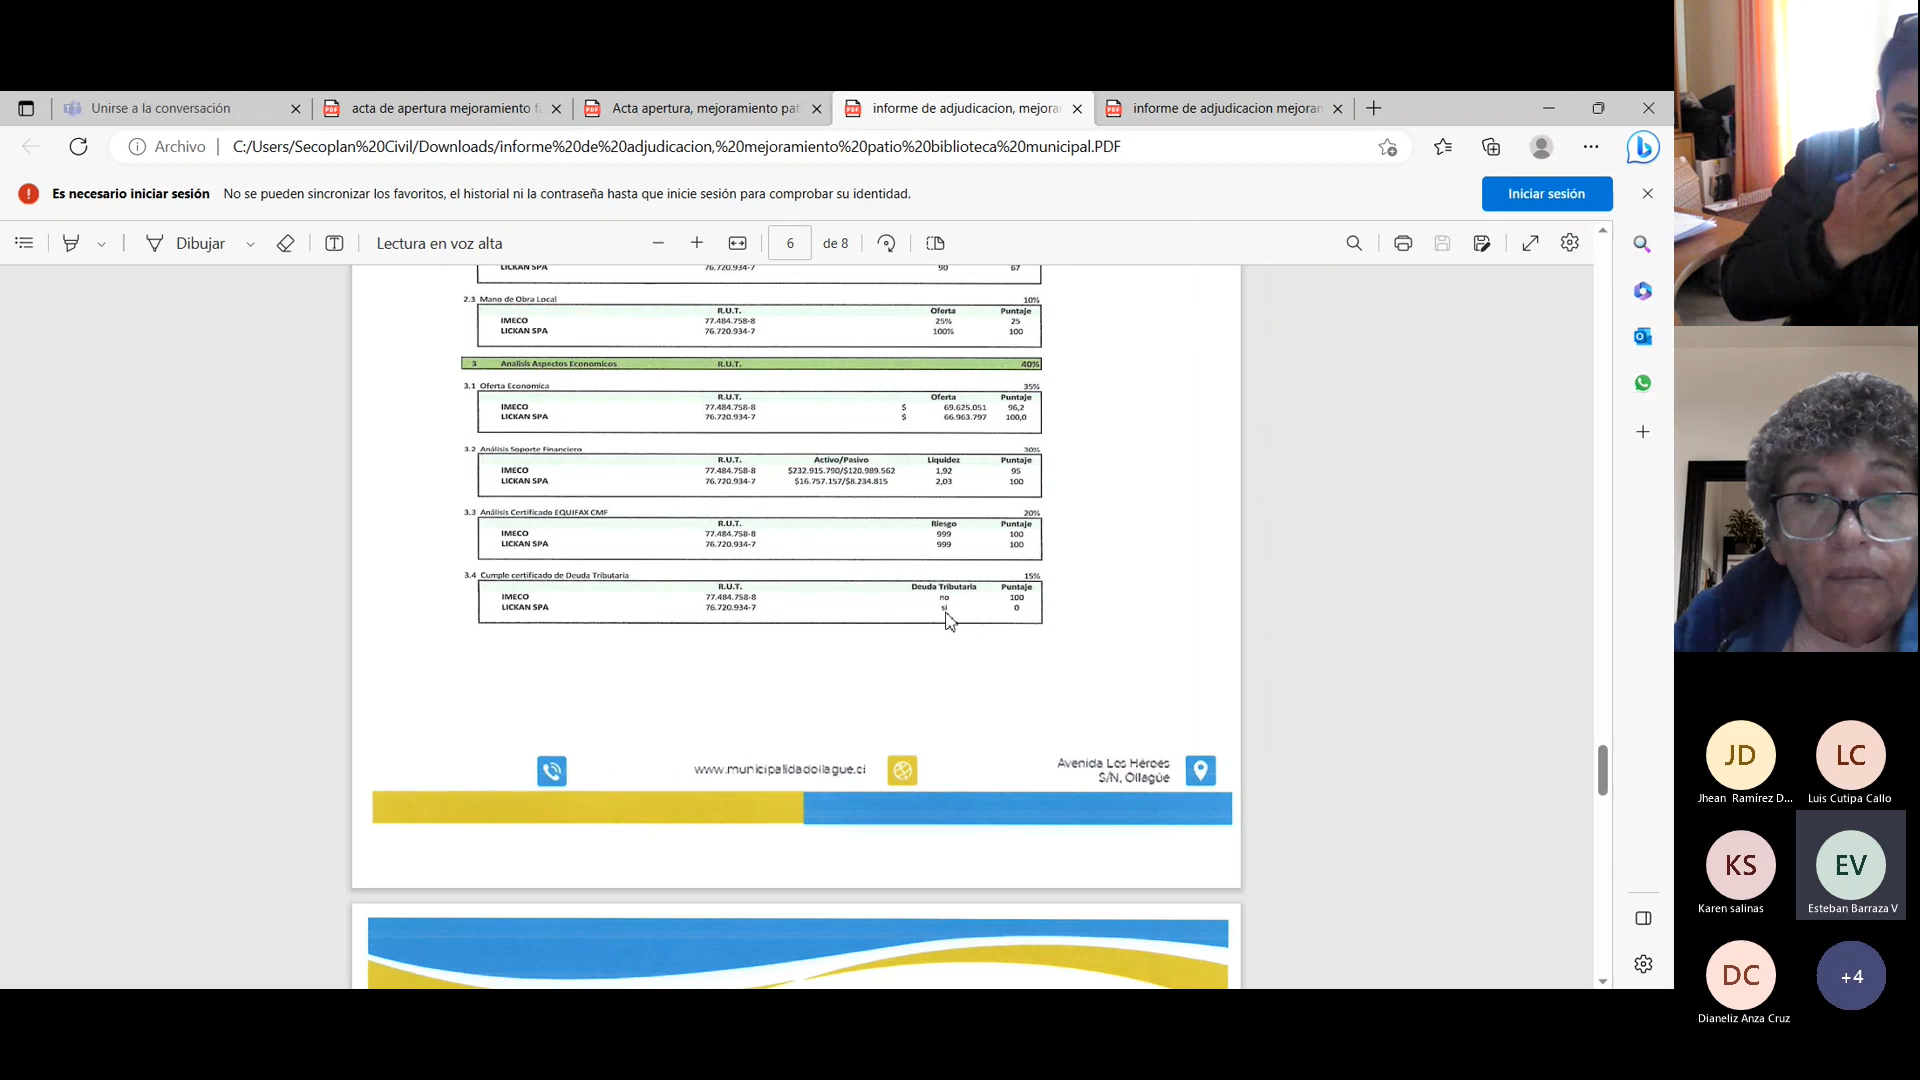 Unirse a la conversación
acta de apertura mejoramiento f
Acta apertura, mejoramiento pat
informe de adjudicacion, mejora
informe de adjudicacion mejorar
Archivo
C:/Users/Secoplan%20Civil/Downloads/informe%20de%20adjudicacion,%20mejoramiento%20patio%20biblioteca%20municipal.PDF
Es necesario iniciar sesión No se pueden sincronizar los favoritos, el historial ni la contraseña hasta que inicie sesión para comprobar su identidad. Iniciar sesión
Dibujar
Lectura en voz alta
6 de 8
LICKAN SPA 76.720.934-7 90 67
2.3 Mano de Obra Local 10%
R.U.T. Oferta Puntaje
IMECO 77.484.758-8 25% 25
LICKAN SPA 76.720.934-7 100% 100
3 Analisis Aspectos Economicos R.U.T. 40%
3.1 Oferta Economica 35%
R.U.T. Oferta Puntaje
IMECO 77.484.758-8 $ 69.625.051 96,2
LICKAN SPA 76.720.934-7 $ 66.963.797 100,0
3.2 Análisis Soporte Financiero 30%
R.U.T. Activo/Pasivo Liquidez Puntaje
IMECO 77.484.758-8 $232.915.790/$120.989.562 1,92 95
LICKAN SPA 76.720.934-7 $16.757.157/$8.234.815 2,03 100
3.3 Análisis Certificado EQUIFAX CMF 20%
R.U.T. Riesgo Puntaje
IMECO 77.484.758-8 999 100
LICKAN SPA 76.720.934-7 999 100
3.4 Cumple certificado de Deuda Tributaria 15%
R.U.T. Deuda Tributaria Puntaje
IMECO 77.484.758-8 no 100
LICKAN SPA 76.720.934-7 si 0
www.municipalidadollague.cl
Avenida Los Héroes
S/N, Ollagüe
JD
LC
Jhean Ramírez D...
Luis Cutipa Callo
KS
EV
Karen salinas
Esteban Barraza V
DC
+4
Dianeliz Anza Cruz